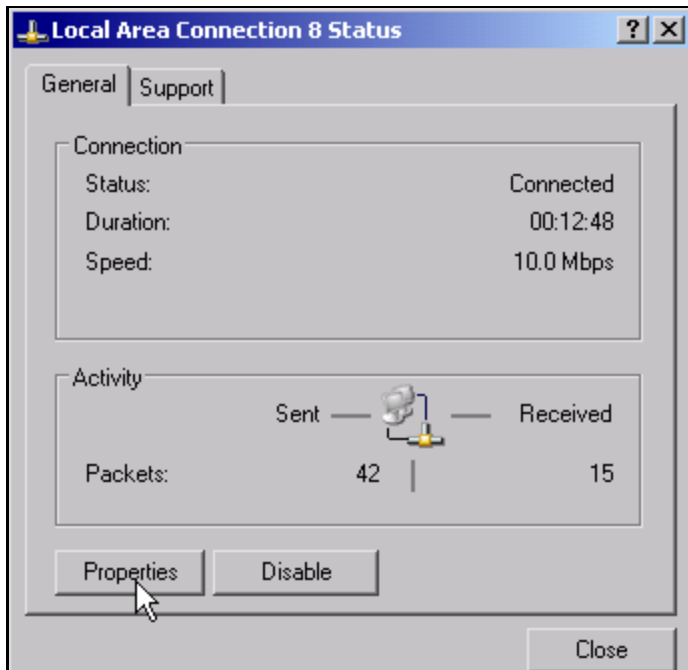 Local Area Connection 8 Status
General Support
Connection
Status: Connected
Duration: 00:12:48
Speed: 10.0 Mbps
Activity
Sent Received
Packets: 42 15
Properties Disable
Close